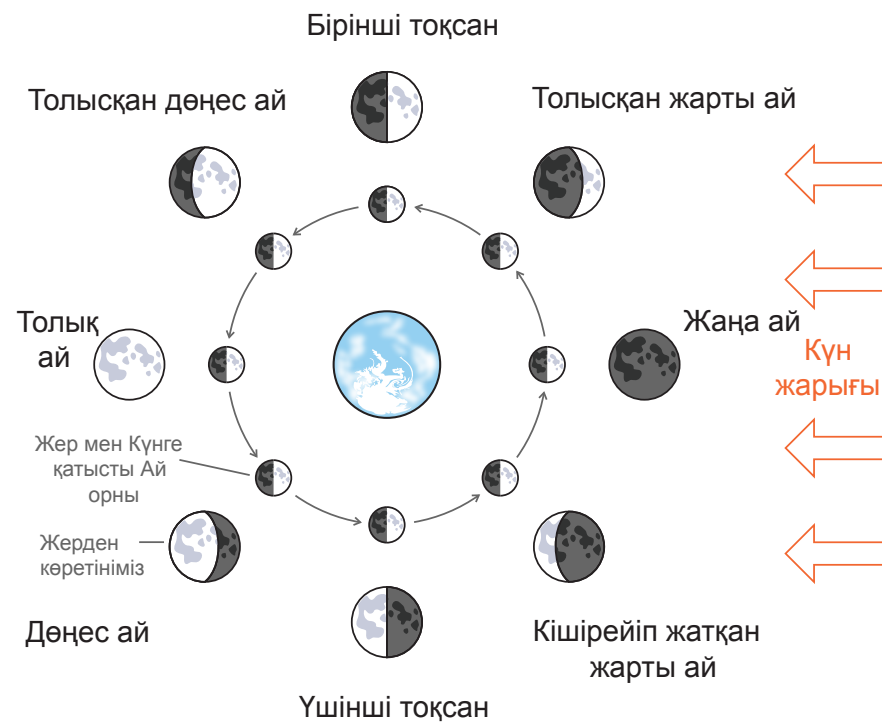 Бірінші тоқсан
Толысқан дөңес ай
Толысқан жарты ай
Толық
ай
Жаңа ай
Күн
жарығы
Жер мен Күнге
қатысты Ай
орны
Жерден
көретініміз
Дөңес ай
Кішірейіп жатқан
жарты ай
Үшінші тоқсан